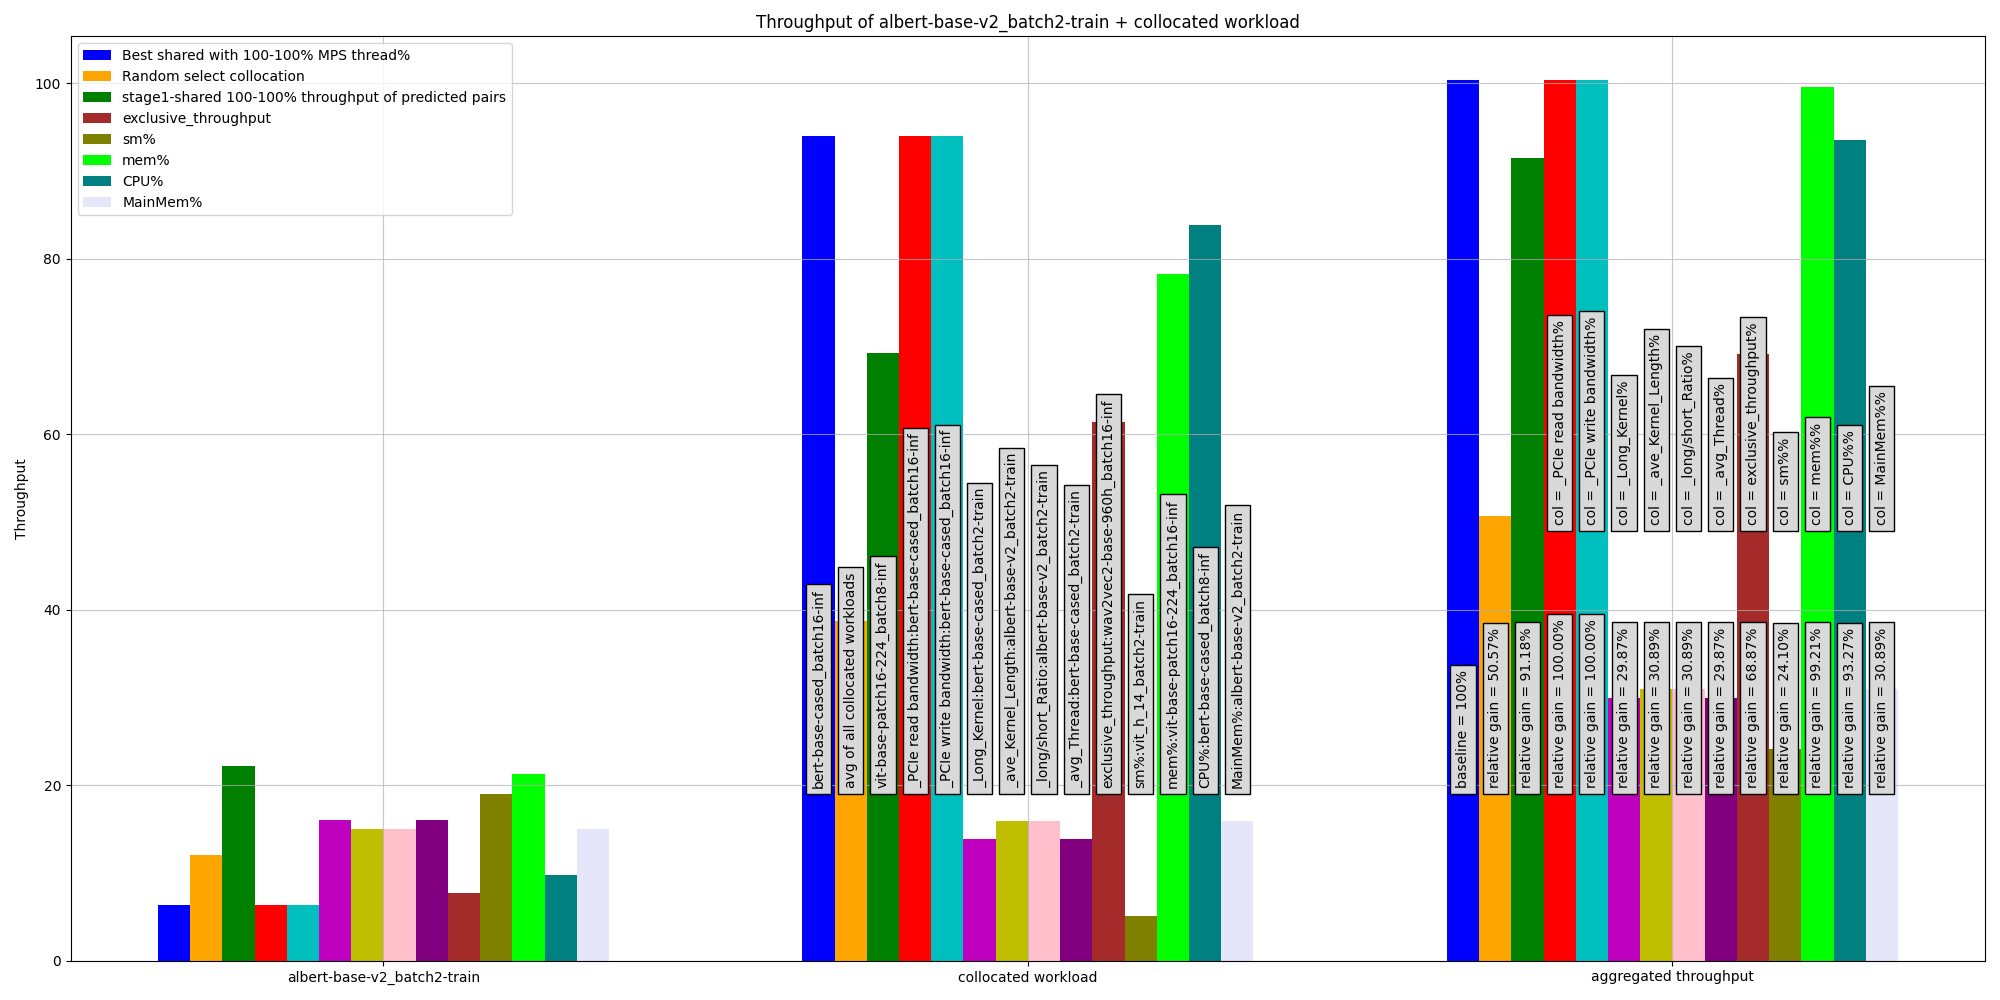 Throughput of albert-base-v2_batch2-train + collocated workload
Best shared with 100-100% MPS thread%
Random select collocation
stage1-shared 100-100% throughput of predicted pairs
exclusive_throughput
sm%
mem%
CPU%
MainMem%
Throughput
100
80
60
40
20
0
bert-base-cased_batch16-inf
avg of all collocated workloads
vit-base-patch16-224_batch8-inf
_PCIe read bandwidth:bert-base-cased_batch16-inf
_PCIe write bandwidth:bert-base-cased_batch16-inf
_Long_Kernel:bert-base-cased_batch2-train
_ave_Kernel_Length:albert-base-v2_batch2-train
_long/short_Ratio:albert-base-v2_batch2-train
_avg_Thread:bert-base-cased_batch2-train
exclusive_throughput:wav2vec2-base-960h_batch16-inf
sm%:vit_h_14_batch2-train
mem%:vit-base-patch16-224_batch16-inf
CPU%:bert-base-cased_batch8-inf
MainMem%:albert-base-v2_batch2-train
col = _PCIe read bandwidth%
col = _PCIe write bandwidth%
col = _Long_Kernel%
col = _ave_Kernel_Length%
col = _long/short_Ratio%
col = _avg_Thread%
col = exclusive_throughput%
col = sm%%
col = mem%%
col = CPU%%
col = MainMem%%
baseline = 100%
relative gain = 50.57%
relative gain = 91.18%
relative gain = 100.00%
relative gain = 100.00%
relative gain = 29.87%
relative gain = 30.89%
relative gain = 30.89%
relative gain = 29.87%
relative gain = 68.87%
relative gain = 24.10%
relative gain = 99.21%
relative gain = 93.27%
relative gain = 30.89%
albert-base-v2_batch2-train
collocated workload
aggregated throughput